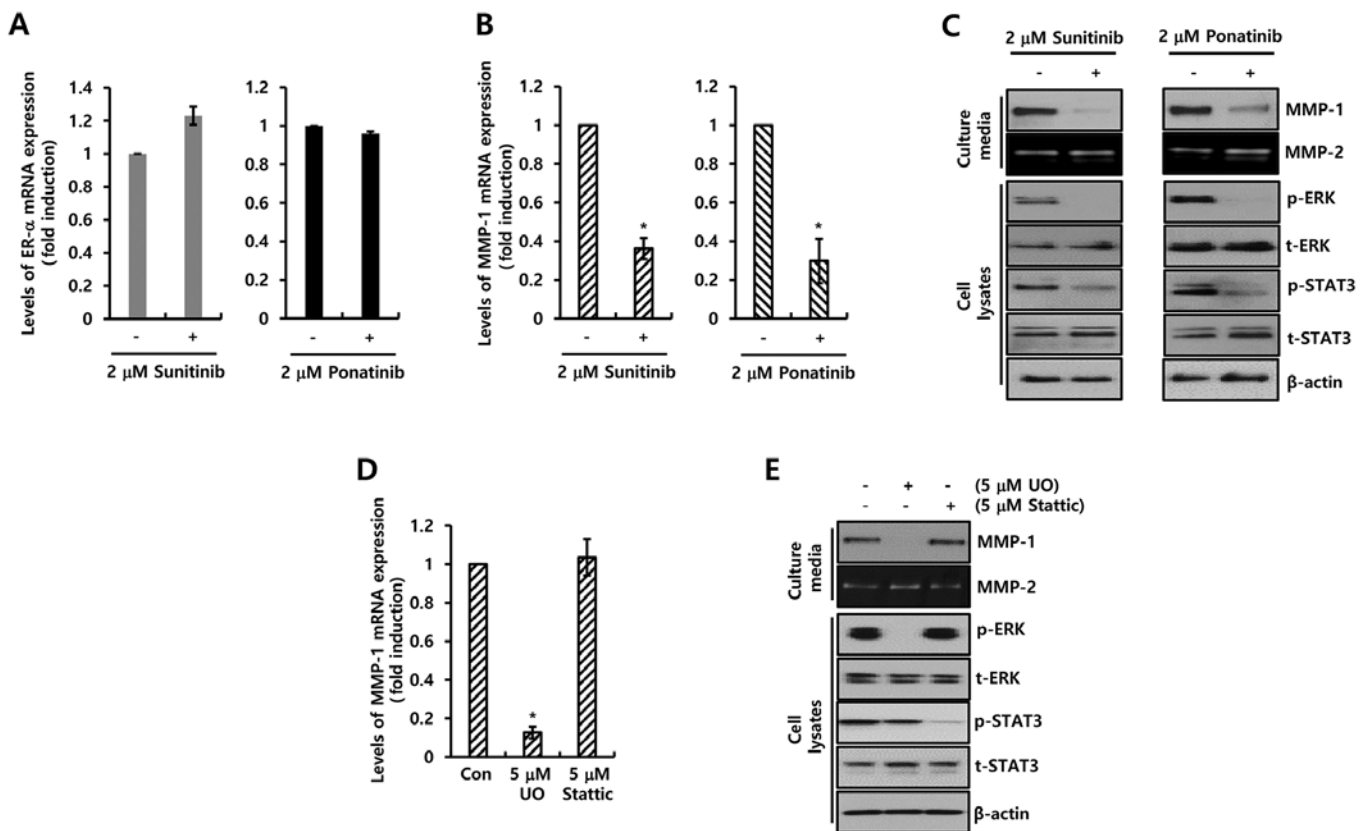 A
Levels of ER-α mRNA expression
(fold induction)
1.4
1.2
1
0.8
0.6
0.4
0.2
0
-
+
2 μM Sunitinib
1.2
1
0.8
0.6
0.4
0.2
0
-
+
2 μM Ponatinib
B
Levels of MMP-1 mRNA expression
(fold induction)
1.2
1
0.8
0.6
0.4
0.2
0
*
-
+
2 μM Sunitinib
1.2
1
0.8
0.6
0.4
0.2
0
*
-
+
2 μM Ponatinib
C
2 μM Sunitinib
2 μM Ponatinib
- + - +
Culture
media
MMP-1
MMP-2
Cell
lysates
p-ERK
t-ERK
p-STAT3
t-STAT3
β-actin
D
Levels of MMP-1 mRNA expression
(fold induction)
1.2
1
0.8
0.6
0.4
0.2
0
*
Con
5 μM
UO
5 μM
Stattic
E
- + - (5 μM UO)
- - + (5 μM Stattic)
Culture
media
MMP-1
MMP-2
Cell
lysates
p-ERK
t-ERK
p-STAT3
t-STAT3
β-actin